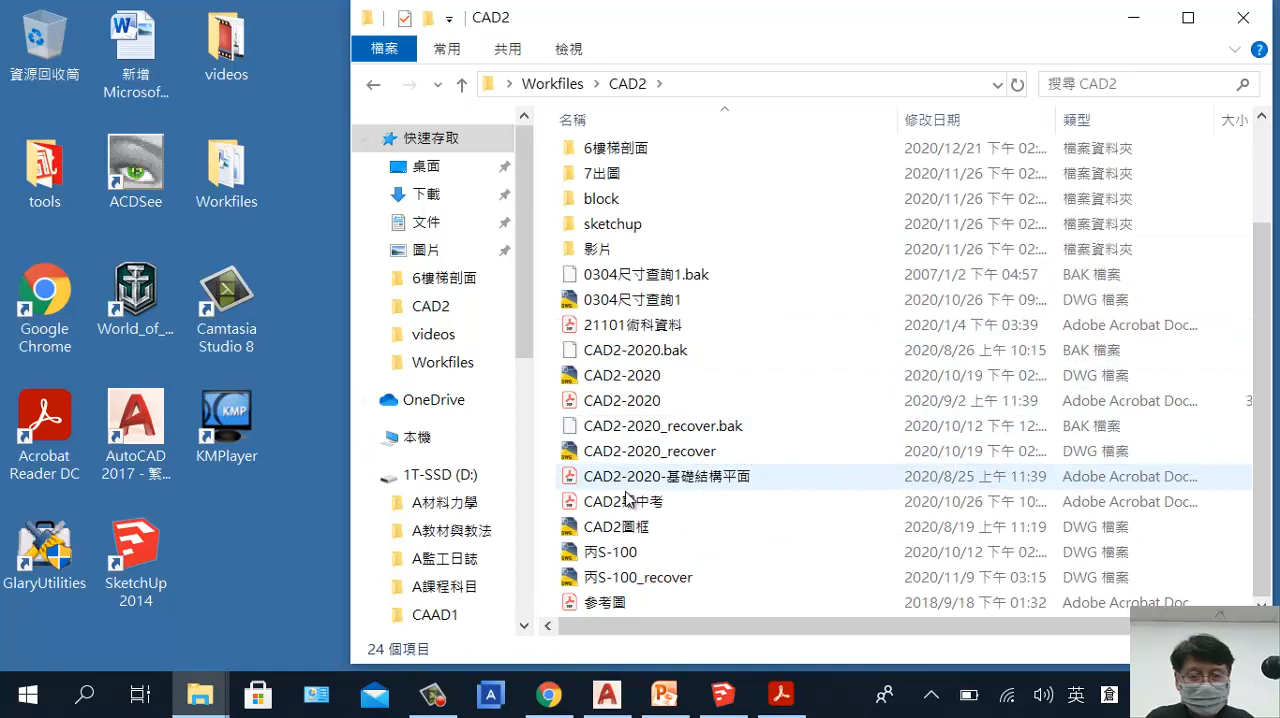 資源回收筒
新增
Microsof...
videos
tools
ACDSee
Workfiles
Google
Chrome
World_of_...
Camtasia
Studio 8
Acrobat
Reader DC
AutoCAD
2017 - 繁...
KMPlayer
GlaryUtilities
SketchUp
2014
CAD2
檔案 常用 共用 檢視
Workfiles CAD2
搜尋 CAD2
快速存取
桌面
下載
文件
圖片
6樓梯剖面
CAD2
videos
Workfiles
OneDrive
本機
1T-SSD (D:)
A材料力學
A教材與教法
A監工日誌
A課程科目
CAAD1
名稱 修改日期 類型 大小
6樓梯剖面 2020/12/21 下午 02:... 檔案資料夾
7出圖 2020/11/26 下午 02:... 檔案資料夾
block 2020/11/26 下午 02:... 檔案資料夾
sketchup 2020/11/26 下午 02:... 檔案資料夾
影片 2020/11/26 下午 02:... 檔案資料夾
0304尺寸查詢1.bak 2007/1/2 下午 04:57 BAK 檔案
0304尺寸查詢1 2020/10/26 下午 09:... DWG 檔案
21101術科資料 2020/1/4 下午 03:39 Adobe Acrobat Doc...
CAD2-2020.bak 2020/8/26 上午 10:15 BAK 檔案
CAD2-2020 2020/10/19 下午 02:... DWG 檔案
CAD2-2020 2020/9/2 上午 11:39 Adobe Acrobat Doc... 3
CAD2-2020_recover.bak 2020/10/12 下午 12:... BAK 檔案
CAD2-2020_recover 2020/10/19 下午 02:... DWG 檔案
CAD2-2020-基礎結構平面 2020/8/25 上午 11:39 Adobe Acrobat Doc...
CAD2 中考 2020/10/26 下午 10:... Adobe Acrobat Doc...
CAD2圖框 2020/8/19 上午 11:19 DWG 檔案
丙S-100 2020/10/12 下午 02:... DWG 檔案
丙S-100_recover 2020/11/9 下午 03:15 DWG 檔案
參考圖 2018/9/18 下午 01:32 Adobe Acrobat Doc...
24 個項目
英
倉